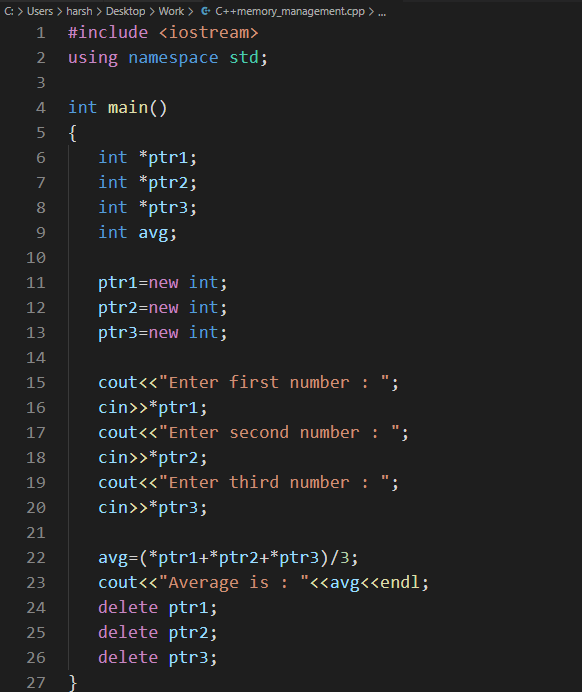 C: > Users > harsh > Desktop > Work > C++memory_management.cpp > ...
1 #include <iostream>
2 using namespace std;
3
4 int main()
5 {
6    int *ptr1;
7    int *ptr2;
8    int *ptr3;
9    int avg;
10
11    ptr1=new int;
12    ptr2=new int;
13    ptr3=new int;
14
15    cout<<"Enter first number : ";
16    cin>>*ptr1;
17    cout<<"Enter second number : ";
18    cin>>*ptr2;
19    cout<<"Enter third number : ";
20    cin>>*ptr3;
21
22    avg=(*ptr1+*ptr2+*ptr3)/3;
23    cout<<"Average is : "<<avg<<endl;
24    delete ptr1;
25    delete ptr2;
26    delete ptr3;
27 }